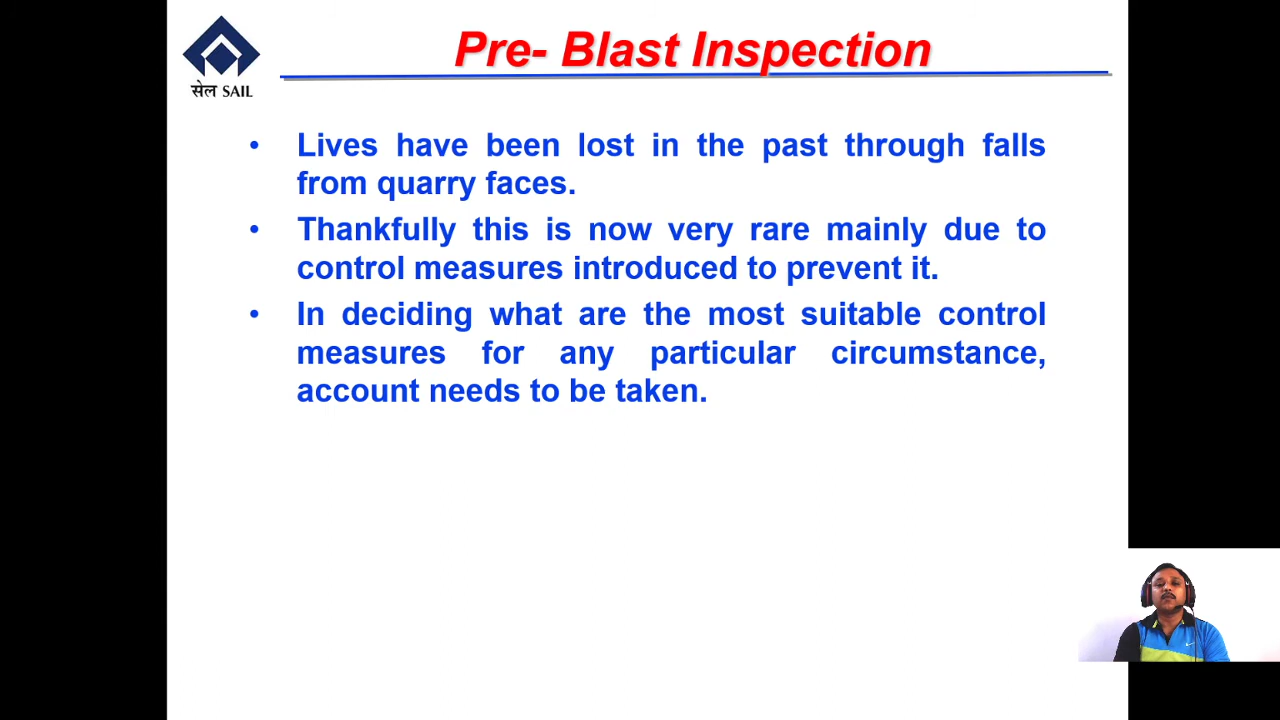 Pre- Blast Inspection
सेल SAIL
• Lives have been lost in the past through falls
from quarry faces.
• Thankfully this is now very rare mainly due to
control measures introduced to prevent it.
• In deciding what are the most suitable control
measures for any particular circumstance,
account needs to be taken.